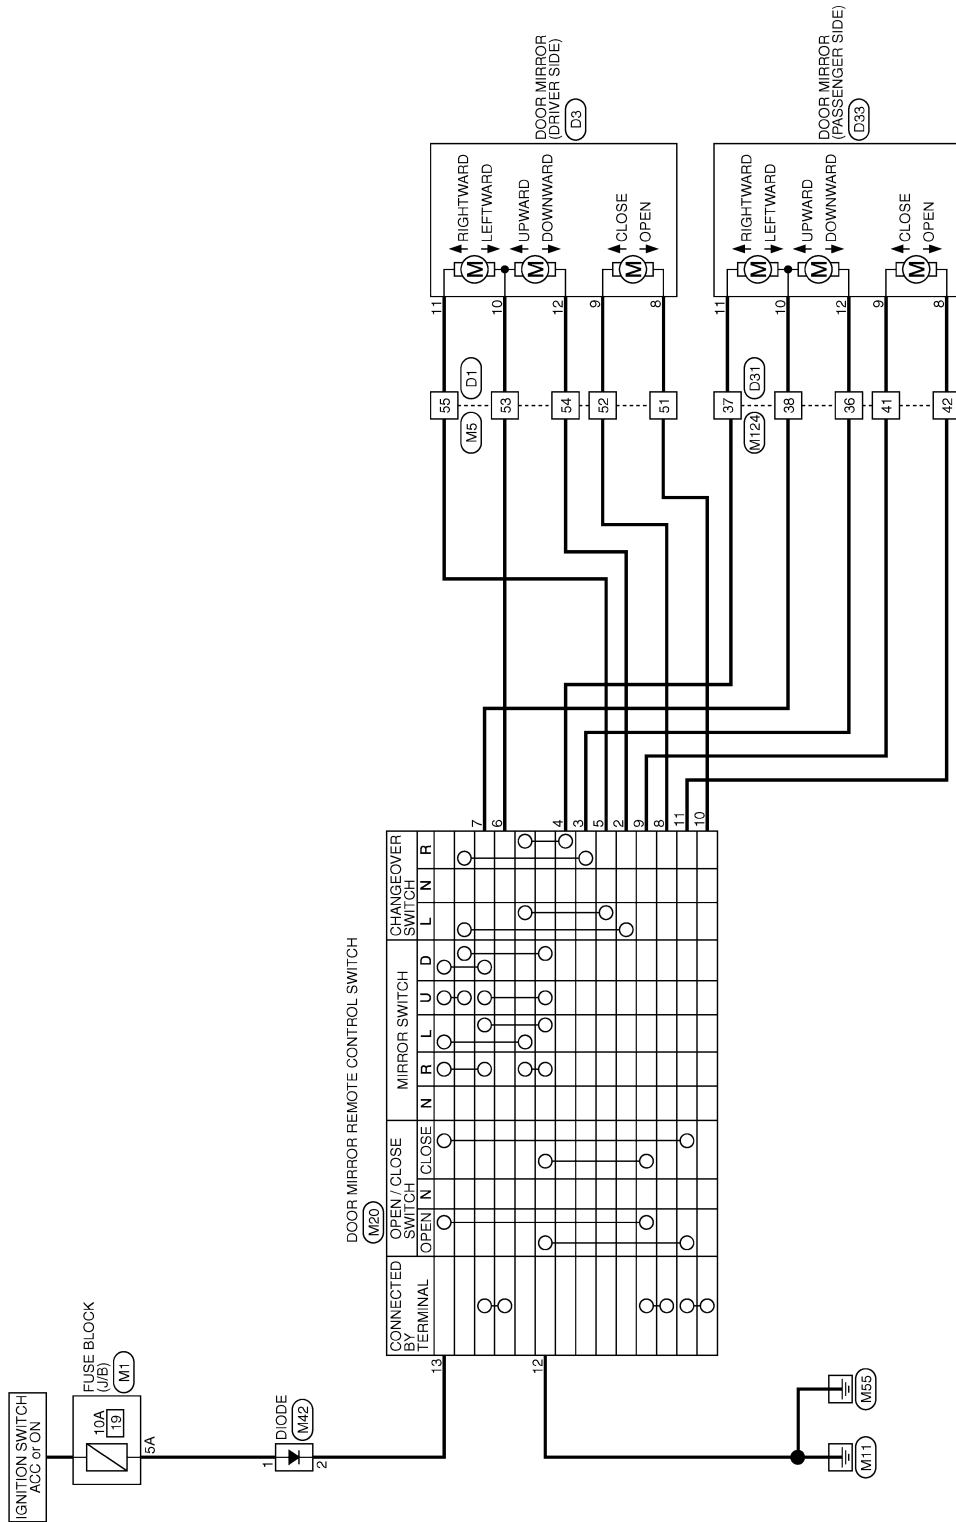 IGNITION SWITCH
ACC or ON
FUSE BLOCK
(J/B)
M1
10A
19
5A
DIODE
M42
1
2
DOOR MIRROR REMOTE CONTROL SWITCH
M20
CONNECTED
BY
TERMINAL
OPEN / CLOSE
SWITCH
OPEN
N
CLOSE
MIRROR SWITCH
N
R
L
U
D
CHANGEOVER
SWITCH
L
N
R
13
12
7
6
4
3
5
2
9
8
11
10
M11
M55
55
53
54
52
51
M5
D1
11
10
12
9
8
RIGHTWARD
LEFTWARD
UPWARD
DOWNWARD
CLOSE
OPEN
M
M
M
DOOR MIRROR
(DRIVER SIDE)
D3
37
38
36
41
42
M124
D31
11
10
12
9
8
RIGHTWARD
LEFTWARD
UPWARD
DOWNWARD
CLOSE
OPEN
M
M
M
DOOR MIRROR
(PASSENGER SIDE)
D33